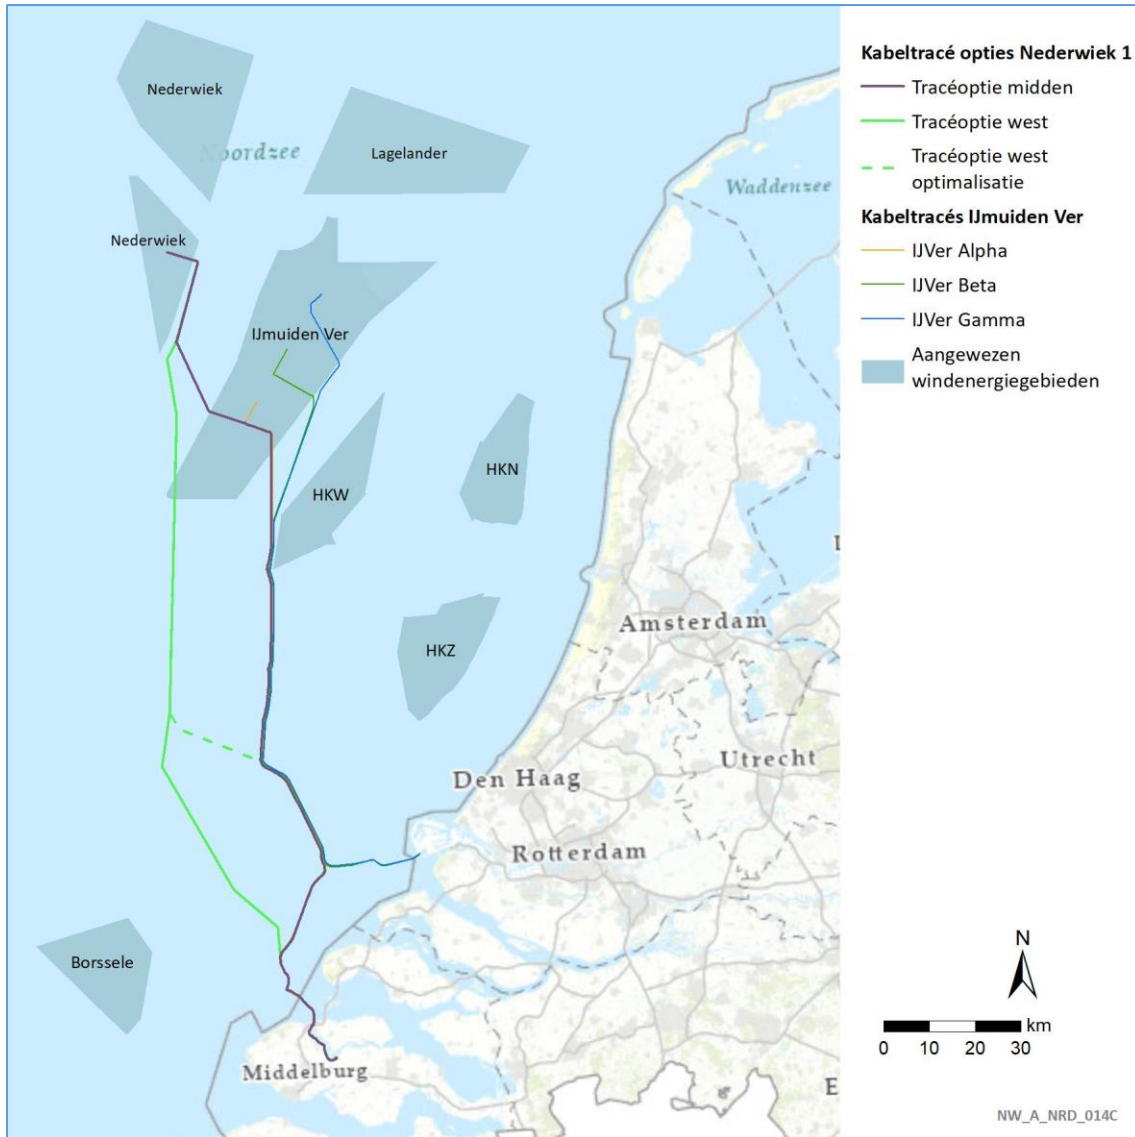 Nederwiek
Noordzee
Lagelander
Waddenzee
Nederwiek
IJmuiden Ver
HKW
HKN
HKZ
Amsterdam
Utrecht
Den Haag
Rotterdam
Borssele
Middelburg
Kabeltracé opties Nederwiek 1
Tracéoptie midden
Tracéoptie west
Tracéoptie west
optimalisatie
Kabeltracés IJmuiden Ver
IJVer Alpha
IJVer Beta
IJVer Gamma
Aangewezen
windenergiegebieden
N
km
0 10 20 30
E
NW_A_NRD_014C